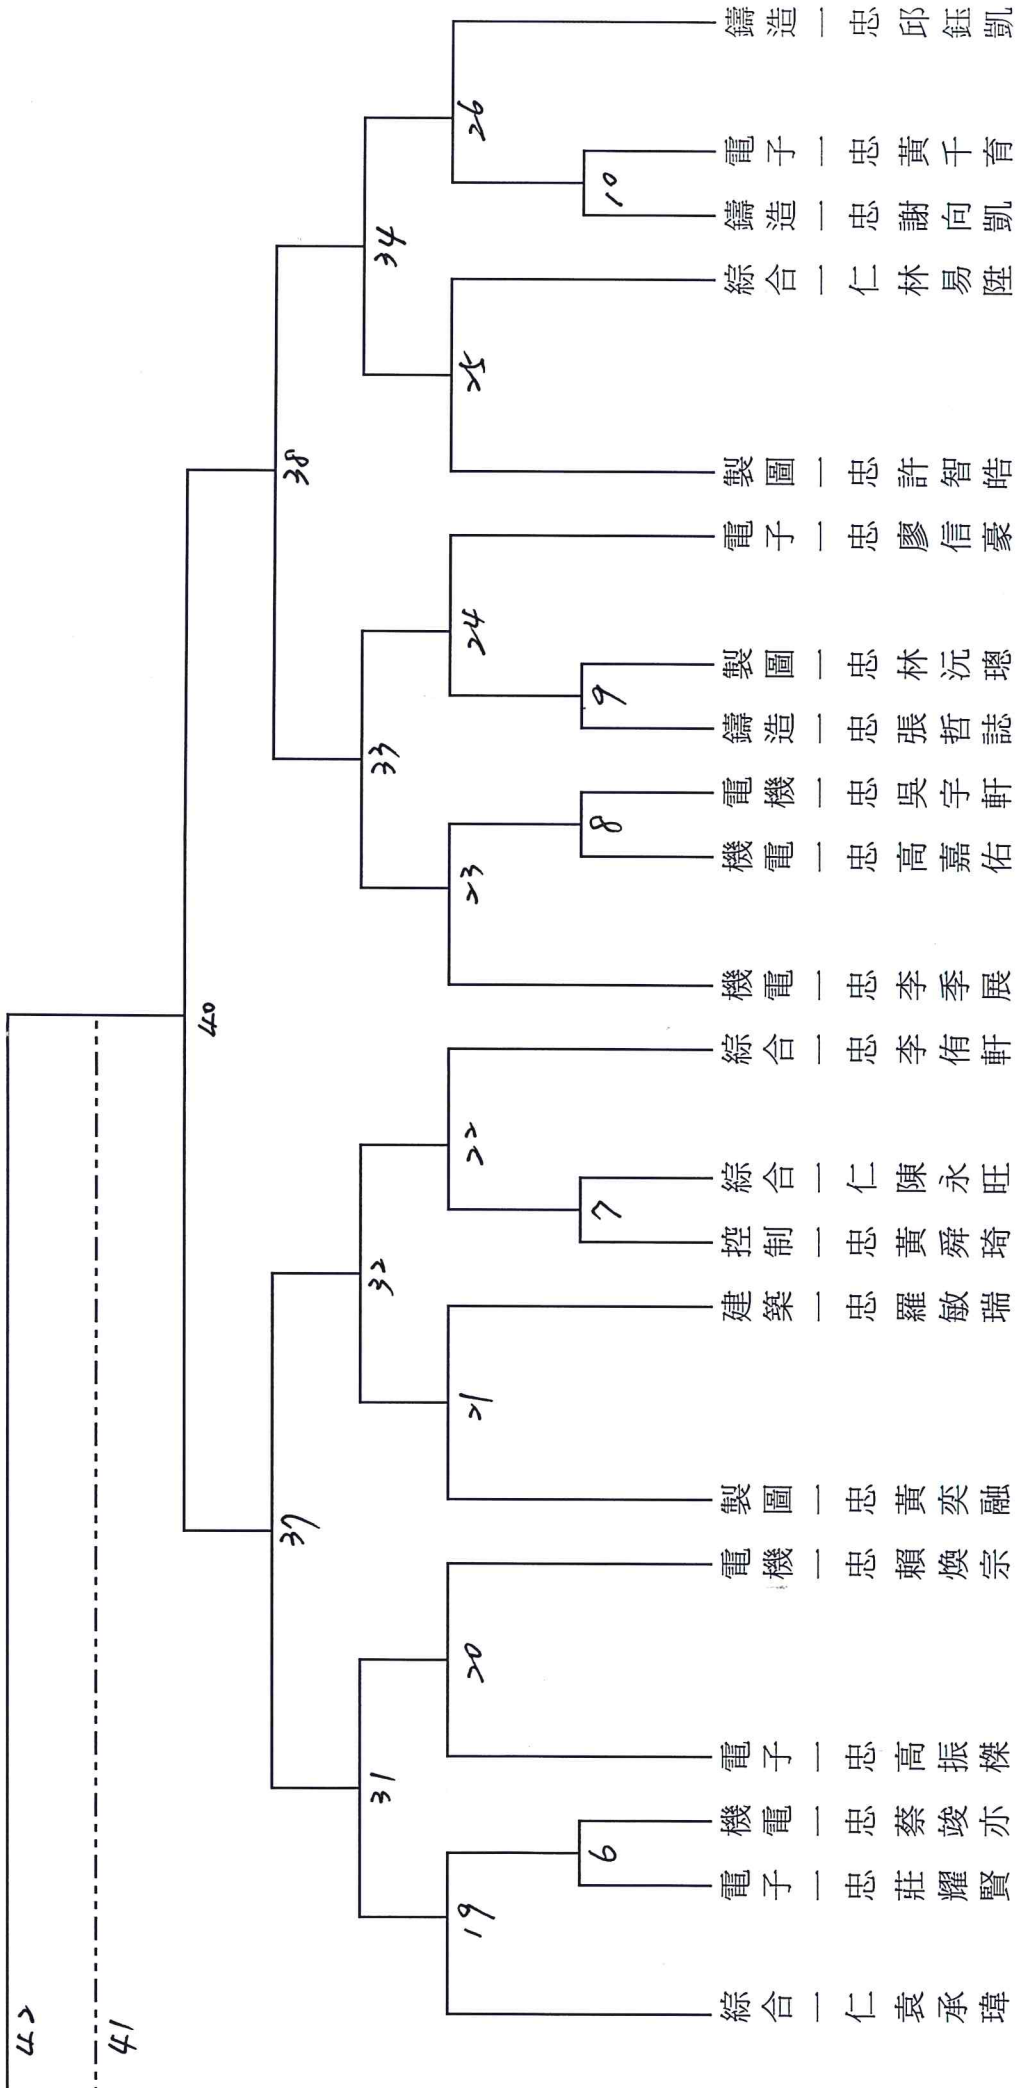 鑄造一忠邱鈺凱
電子一忠黃千育
鑄造一忠謝向凱
綜合一仁林易陞
製圖一忠許智皓
電子一忠廖信豪
製圖一忠林沅璁
鑄造一忠張哲誌
電機一忠吳宇軒
機電一忠高嘉佑
機電一忠李季展
綜合一忠李侑軒
綜合一仁陳永旺
控制一忠黃舜琦
建築一忠羅敏瑞
製圖一忠黃奕融
電機一忠賴煥宗
電子一忠高振榤
機電一忠蔡竣亦
電子一忠莊耀賢
綜合一仁袁承瑋
26
10
34
25
38
24
9
33
8
23
40
22
7
32
21
37
20
31
6
19
42
41